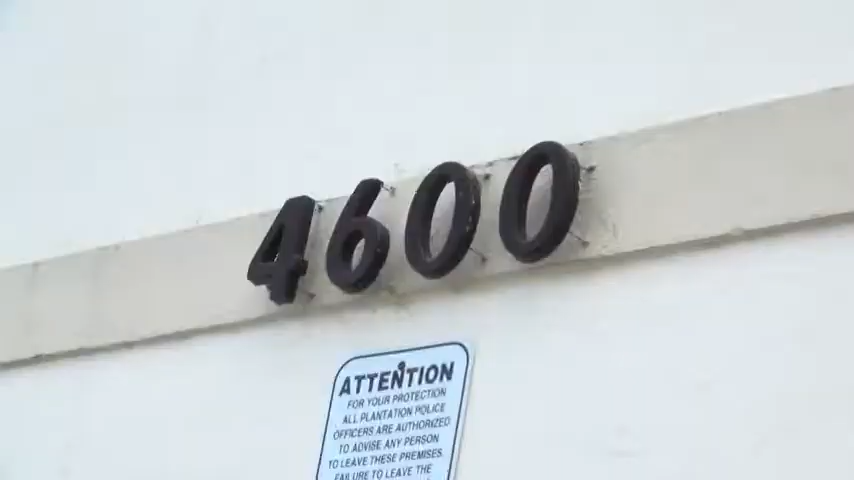 4600
ATTENTION
FOR YOUR PROTECTION
ALL PLANTATION POLICE
OFFICERS ARE AUTHORIZED
TO ADVISE ANY PERSON
TO LEAVE THESE PREMISES.
FAILURE TO LEAVE THE